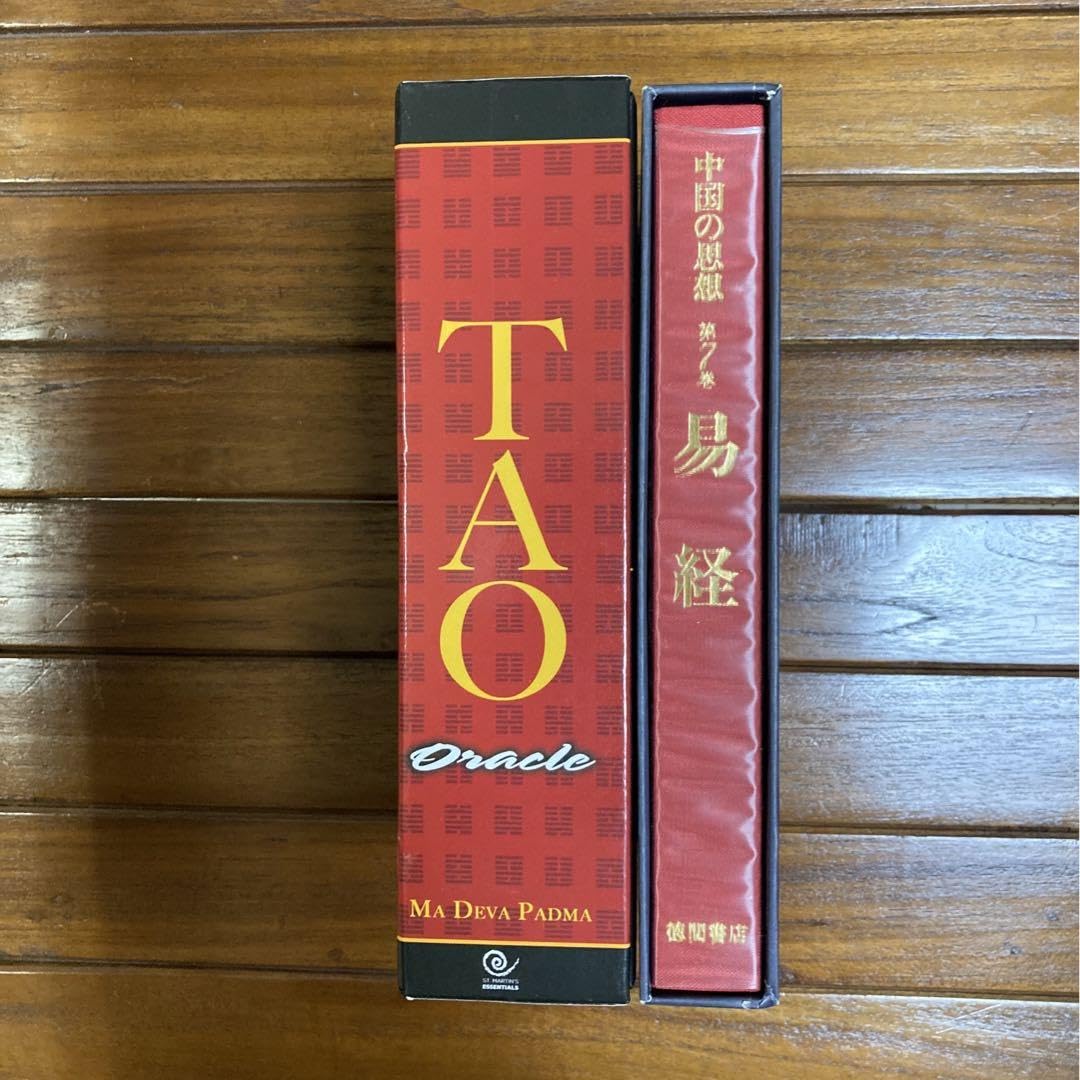 TAO
Oracle
MA DEVA PADMA
ST. MARTIN'S
ESSENTIALS
中国の思想 第7巻
易経
徳間書店